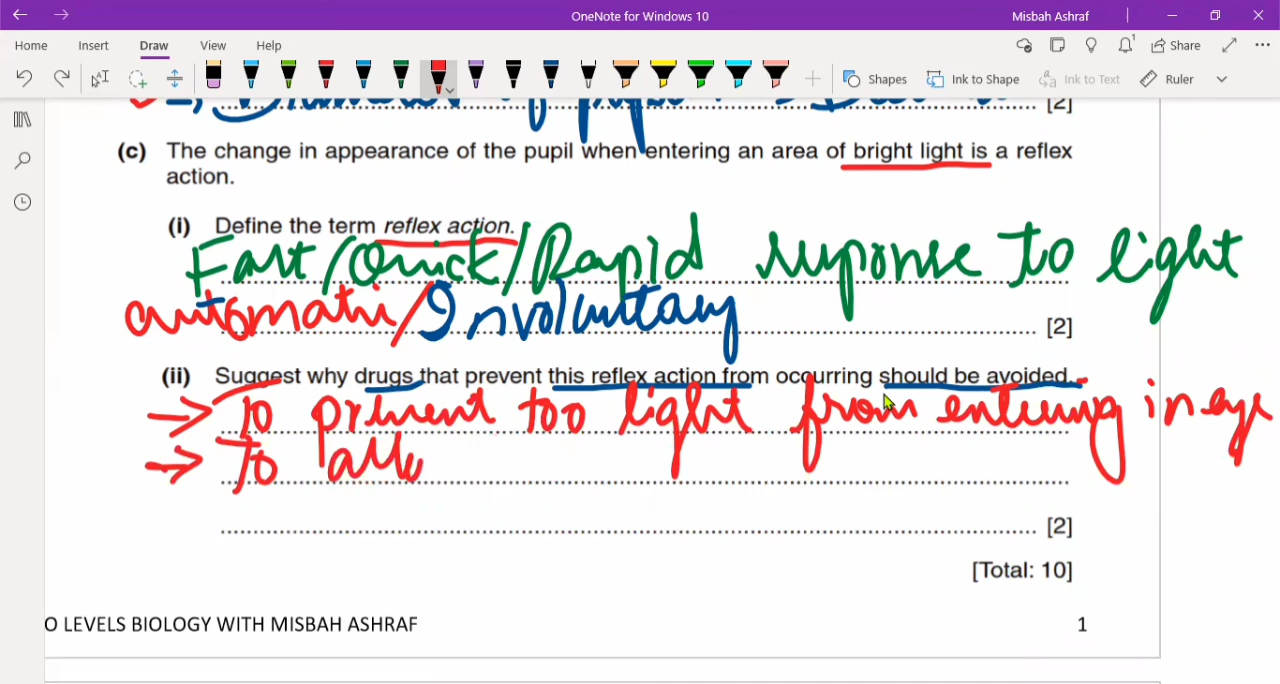 OneNote for Windows 10
Misbah Ashraf
Home Insert Draw View Help
1 Share
Shapes Ink to Shape Ink to Text Ruler
[2]
(c) The change in appearance of the pupil when entering an area of bright light is a reflex
action.
(i) Define the term reflex action.
Fast/Quick/Rapid response to light
automatic/Involuntary
[2]
(ii) Suggest why drugs that prevent this reflex action from occurring should be avoided.
→ To prevent too light from entering in eye
→ To allo
[2]
[Total: 10]
O LEVELS BIOLOGY WITH MISBAH ASHRAF 1